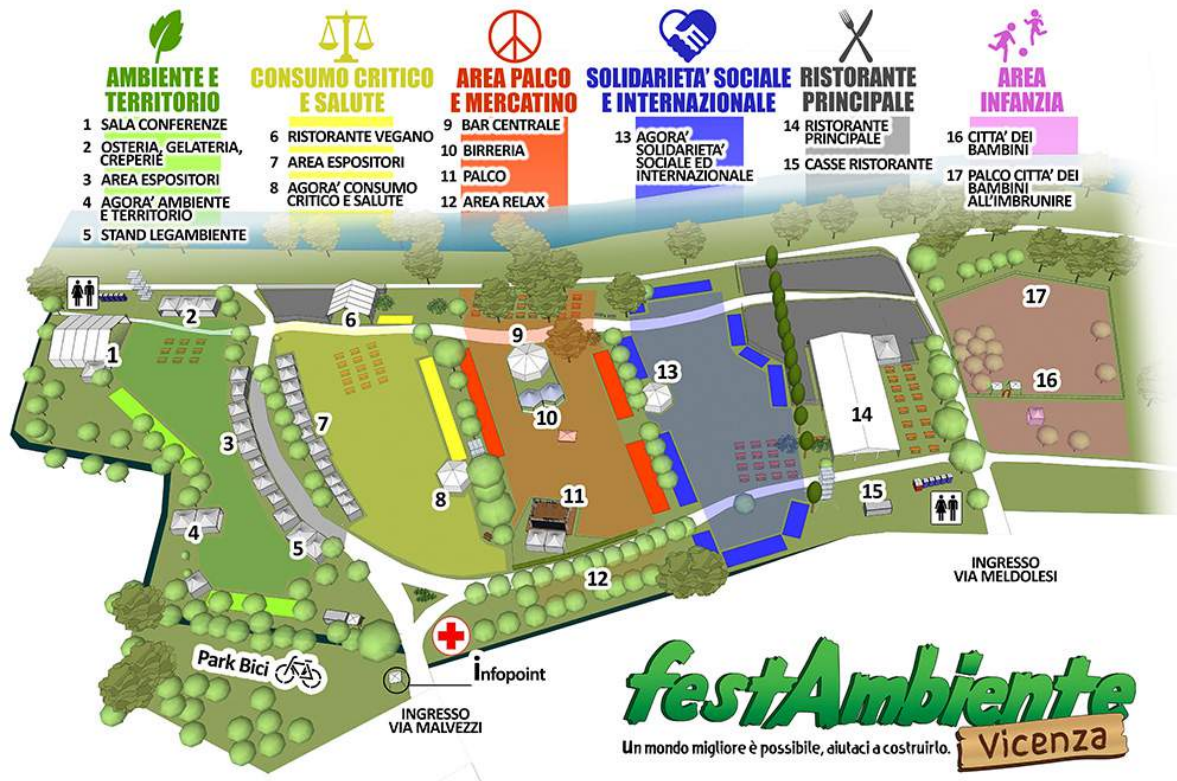 AMBIENTE E
TERRITORIO
1 SALA CONFERENZE
2 OSTERIA, GELATERIA,
CREPERIE
3 AREA ESPOSITORI
4 AGORA' AMBIENTE
E TERRITORIO
5 STAND LEGAMBIENTE
CONSUMO CRITICO
E SALUTE
6 RISTORANTE VEGANO
7 AREA ESPOSITORI
8 AGORA' CONSUMO
CRITICO E SALUTE
AREA PALCO
E MERCATINO
9 BAR CENTRALE
10 BIRRERIA
11 PALCO
12 AREA RELAX
SOLIDARIETA' SOCIALE
E INTERNAZIONALE
13 AGORA'
SOLIDARIETA'
SOCIALE ED
INTERNAZIONALE
RISTORANTE
PRINCIPALE
14 RISTORANTE
PRINCIPALE
15 CASSE RISTORANTE
AREA
INFANZIA
16 CITTA' DEI
BAMBINI
17 PALCO CITTA' DEI
BAMBINI
ALL'IMBRUNIRE
1
2
3
4
5
6
7
8
9
10
11
12
13
14
15
16
17
Park Bici
infopoint
INGRESSO
VIA MALVEZZI
INGRESSO
VIA MELDOLESI
festAmbiente
Vicenza
Un mondo migliore è possibile, aiutaci a costruirlo.